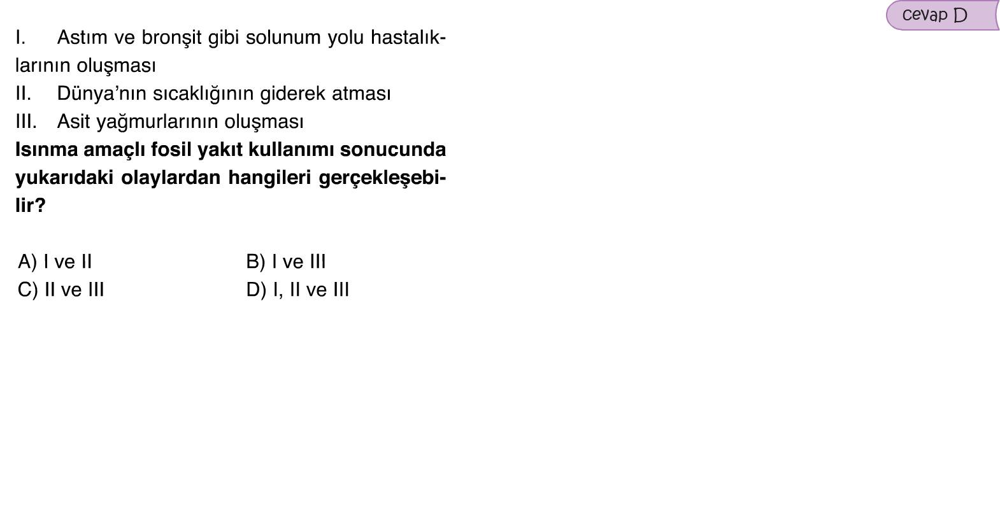 cevap D
I. Astım ve bronşit gibi solunum yolu hastalık-
larının oluşması
II. Dünya’nın sıcaklığının giderek atması
III. Asit yağmurlarının oluşması
Isınma amaçlı fosil yakıt kullanımı sonucunda
yukarıdaki olaylardan hangileri gerçekleşebi-
lir?
A) I ve II B) I ve III
C) II ve III D) I, II ve III